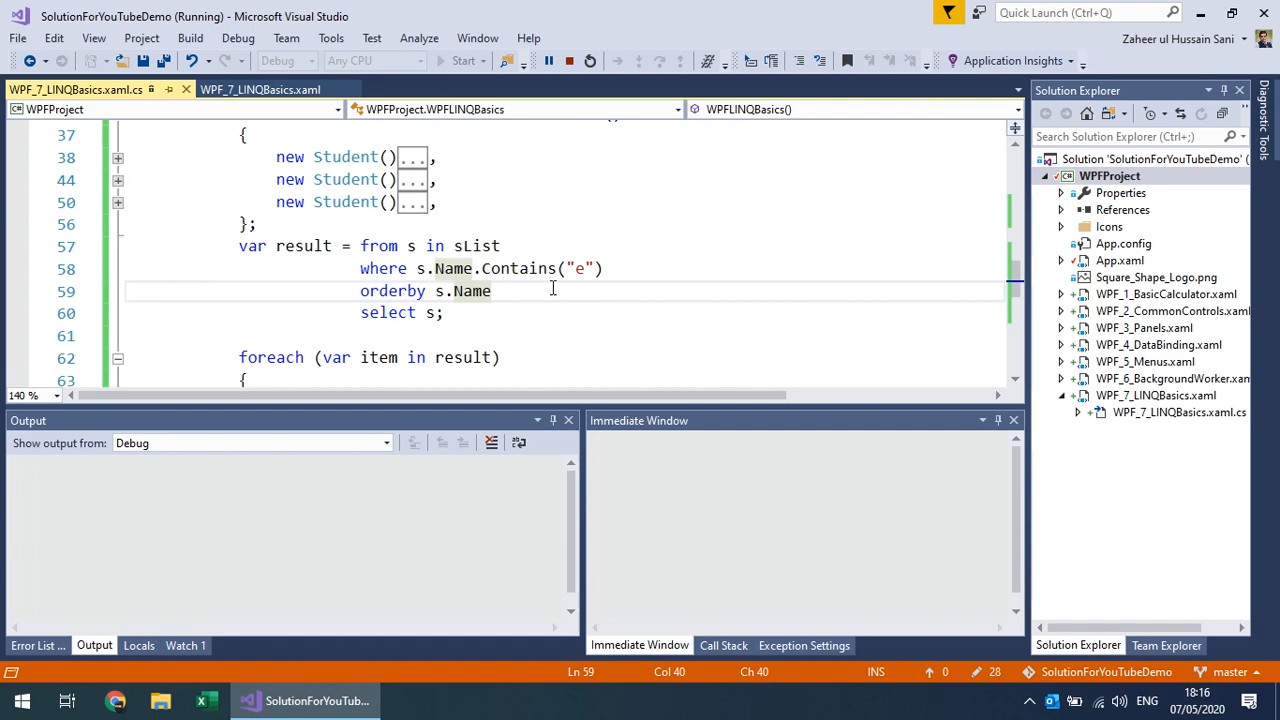 SolutionForYouTubeDemo (Running) - Microsoft Visual Studio
Quick Launch (Ctrl+Q)
File Edit View Project Build Debug Team Tools Test Analyze Window Help
Zaheer ul Hussain Sani
Debug Any CPU Start Application Insights
WPF_7_LINQBasics.xaml.cs WPF_7_LINQBasics.xaml
WPFProject WPFProject.WPFLINQBasics WPFLINQBasics()
37 {
38 new Student()...,
44 new Student()...,
50 new Student()...,
56 };
57 var result = from s in sList
58 where s.Name.Contains("e")
59 orderby s.Name
60 select s;
61
62 foreach (var item in result)
63 {
140 %
Output
Show output from: Debug
Immediate Window
Error List ... Output Locals Watch 1
Immediate Window Call Stack Exception Settings
Solution Explorer
Search Solution Explorer (Ctrl+;)
Solution 'SolutionForYouTubeDemo' (
WPFProject
Properties
References
Icons
App.config
App.xaml
Square_Shape_Logo.png
WPF_1_BasicCalculator.xaml
WPF_2_CommonControls.xaml
WPF_3_Panels.xaml
WPF_4_DataBinding.xaml
WPF_5_Menus.xaml
WPF_6_BackgroundWorker.xam
WPF_7_LINQBasics.xaml
WPF_7_LINQBasics.xaml.cs
Solution Explorer Team Explorer
Diagnostic Tools
Ln 59 Col 40 Ch 40 INS 0 28 SolutionForYouTubeDemo master
SolutionForYouTub...
ENG
18:16
07/05/2020